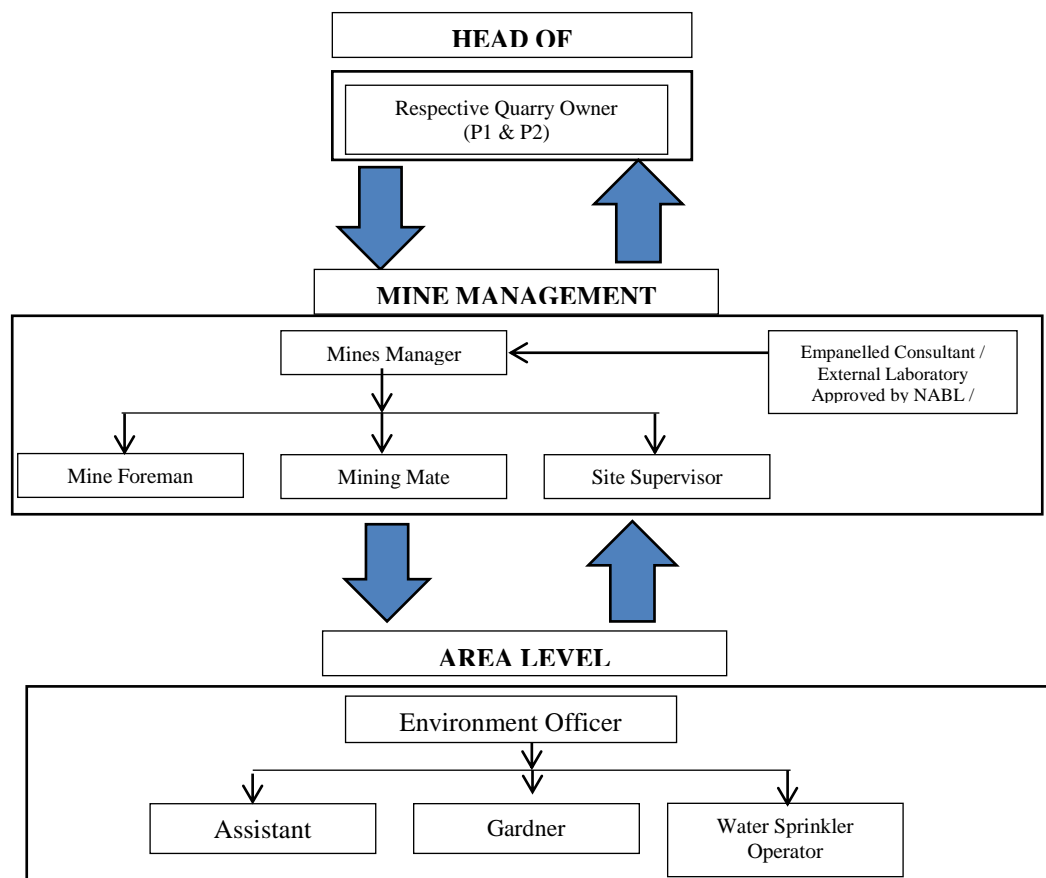 HEAD OF
Respective Quarry Owner
(P1 & P2)
MINE MANAGEMENT
Mines Manager
Empanelled Consultant /
External Laboratory
Approved by NABL /
Mine Foreman
Mining Mate
Site Supervisor
AREA LEVEL
Environment Officer
Assistant
Gardner
Water Sprinkler
Operator